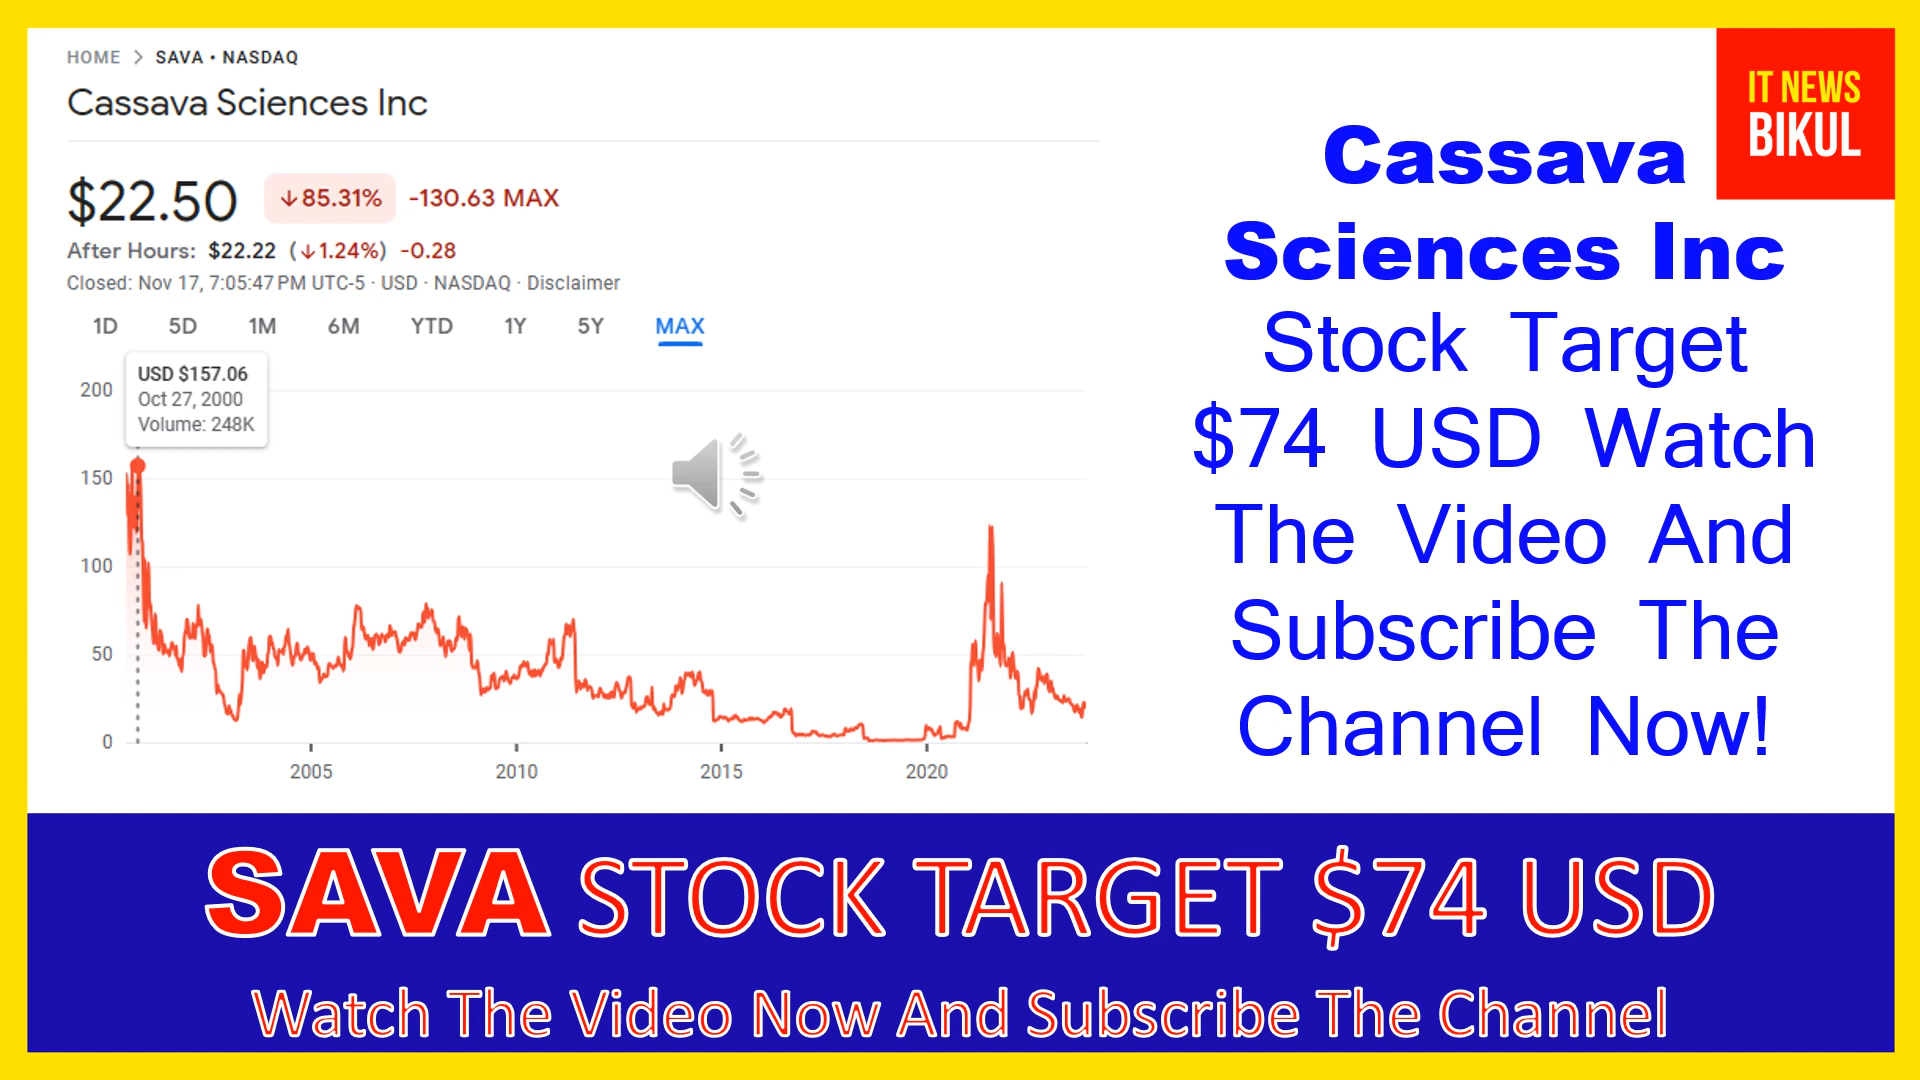 HOME > SAVA • NASDAQ
Cassava Sciences Inc
$22.50 ↓85.31% -130.63 MAX
After Hours: $22.22 (↓1.24%) -0.28
Closed: Nov 17, 7:05:47 PM UTC-5 · USD · NASDAQ · Disclaimer
1D 5D 1M 6M YTD 1Y 5Y MAX
USD $157.06
Oct 27, 2000
Volume: 248K
200
150
100
50
0
2005 2010 2015 2020
IT NEWS
BIKUL
Cassava
Sciences Inc
Stock Target
$74 USD Watch
The Video And
Subscribe The
Channel Now!
SAVA STOCK TARGET $74 USD
Watch The Video Now And Subscribe The Channel